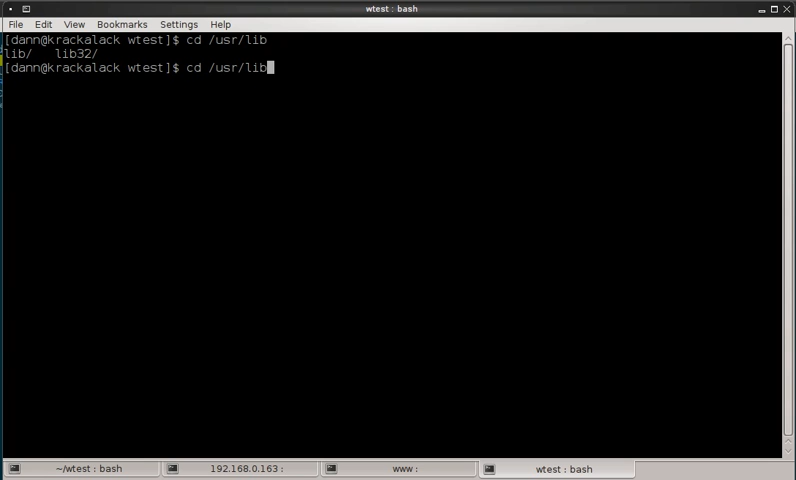 wtest : bash
File Edit View Bookmarks Settings Help
[dann@krackalack wtest]$ cd /usr/lib
lib/ lib32/
[dann@krackalack wtest]$ cd /usr/lib
~/wtest : bash 192.168.0.163 : www : wtest : bash